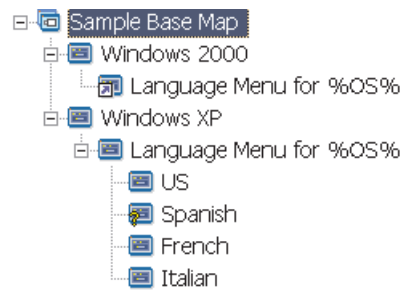 Sample Base Map
Windows 2000
Language Menu for %OS%
Windows XP
Language Menu for %OS%
US
Spanish
French
Italian